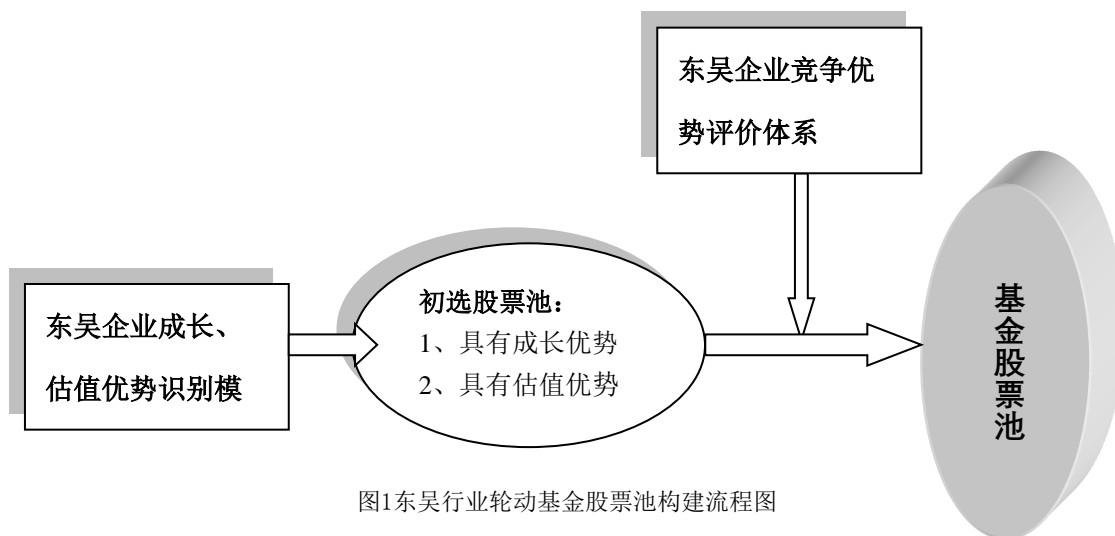 东吴企业竞争优
势评价体系
东吴企业成长、
估值优势识别模
初选股票池：
1、具有成长优势
2、具有估值优势
基金股票池
图1东吴行业轮动基金股票池构建流程图